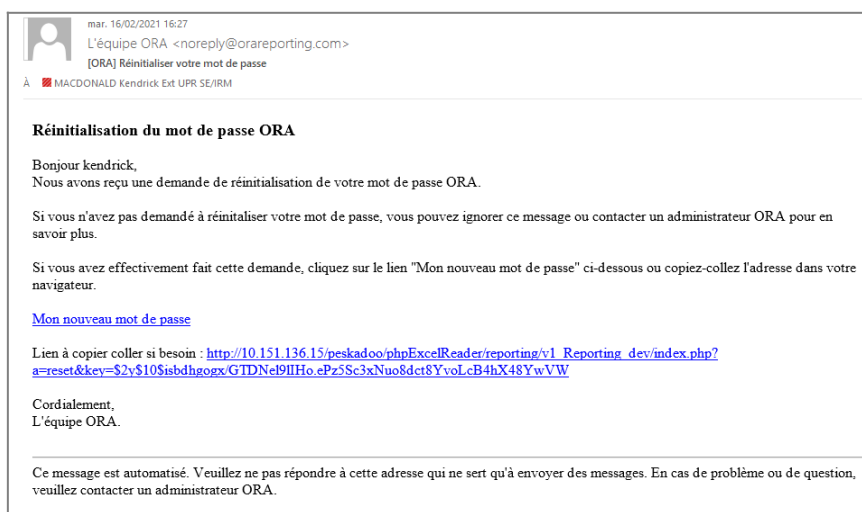 mar. 16/02/2021 16:27
L'équipe ORA <noreply@orareporting.com>
[ORA] Réinitialiser votre mot de passe
À MACDONALD Kendrick Ext UPR SE/IRM
Réinitialisation du mot de passe ORA
Bonjour kendrick,
Nous avons reçu une demande de réinitialisation de votre mot de passe ORA.
Si vous n'avez pas demandé à réinitaliser votre mot de passe, vous pouvez ignorer ce message ou contacter un administrateur ORA pour en
savoir plus.
Si vous avez effectivement fait cette demande, cliquez sur le lien "Mon nouveau mot de passe" ci-dessous ou copiez-collez l'adresse dans votre
navigateur.
Mon nouveau mot de passe
Lien à copier coller si besoin : http://10.151.136.15/peskadoo/phpExcelReader/reporting/v1_Reporting_dev/index.php?
a=reset&key=$2y$10$isbdhgogx/GTDNel9lIHo.ePz5Sc3xNuo8dct8YvoLcB4hX48YwVW
Cordialement,
L'équipe ORA.
Ce message est automatisé. Veuillez ne pas répondre à cette adresse qui ne sert qu'à envoyer des messages. En cas de problème ou de question,
veuillez contacter un administrateur ORA.